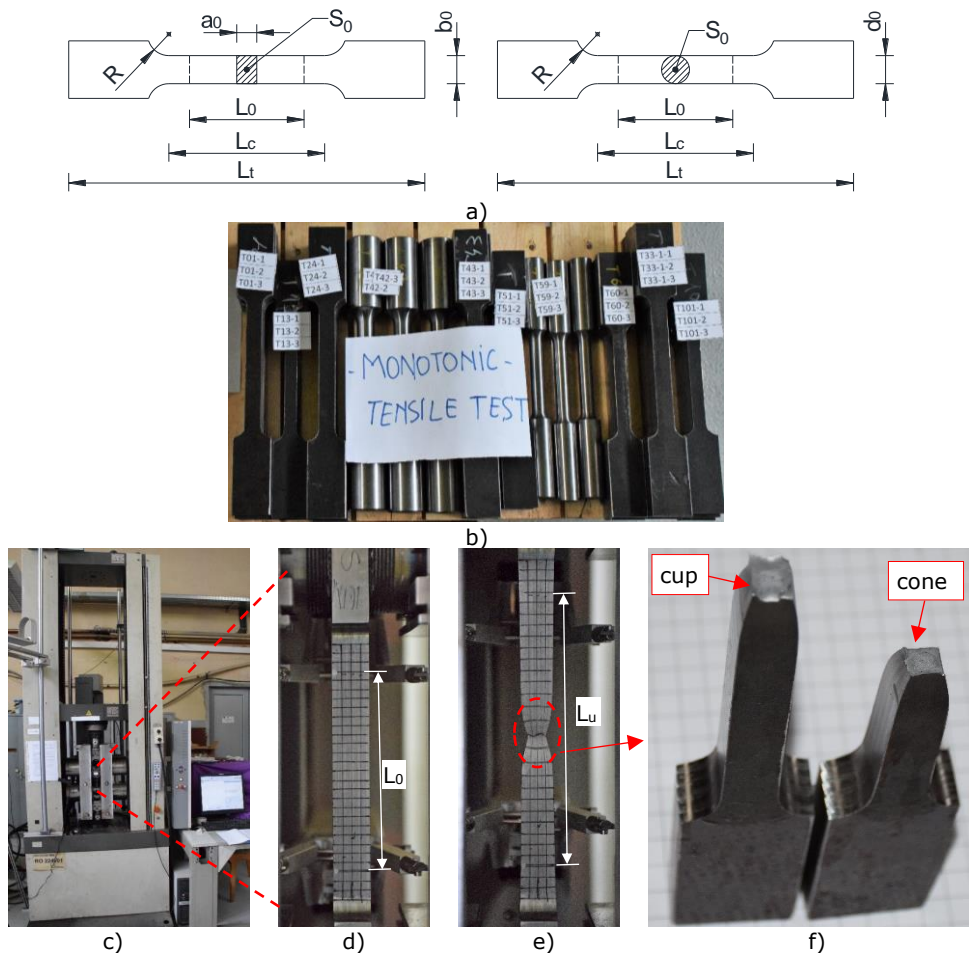 a0
S0
b0
R
L0
Lc
Lt
S0
d0
R
L0
Lc
Lt
a)
T01-1
T01-2
T01-3
T13-1
T13-2
T13-3
T24-1
T24-2
T24-3
T42-3
T42-2
T43-1
T43-2
T43-3
T51-1
T51-2
T51-3
T59-1
T59-2
T59-3
T60-1
T60-2
T60-3
T33-1-1
T33-1-2
T33-1-3
T101-1
T101-2
T101-3
- MONOTONIC -
TENSILE TEST
b)
c)
L0
d)
Lu
e)
cup
cone
f)